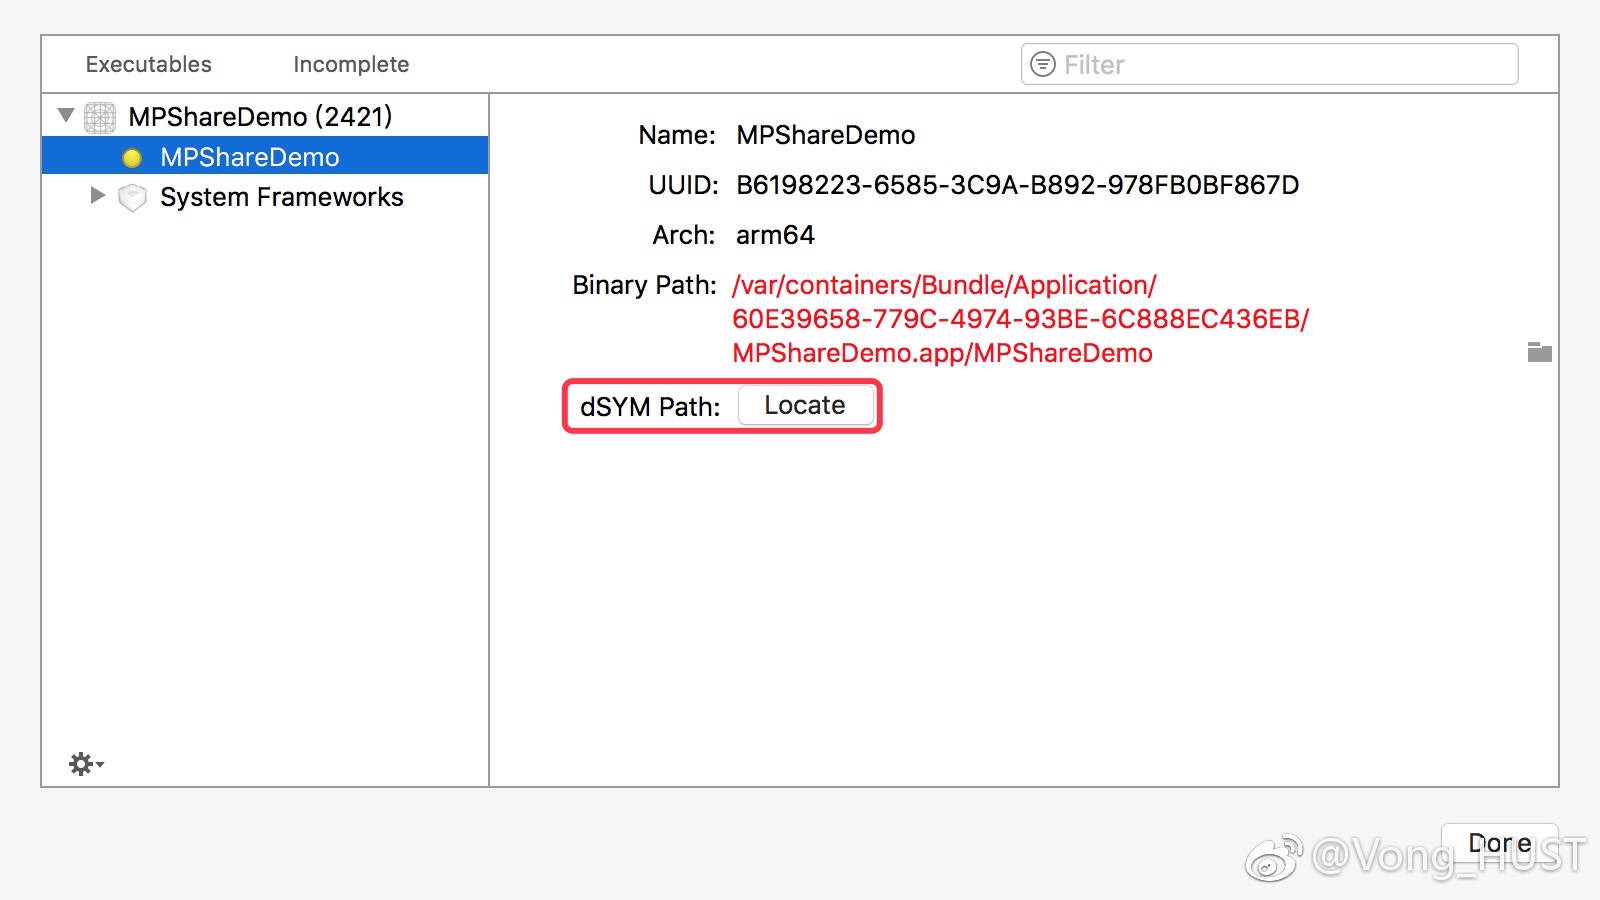 Executables
Incomplete
Filter
MPShareDemo (2421)
MPShareDemo
System Frameworks
Name: MPShareDemo
UUID: B6198223-6585-3C9A-B892-978FB0BF867D
Arch: arm64
Binary Path: /var/containers/Bundle/Application/
60E39658-779C-4974-93BE-6C888EC436EB/
MPShareDemo.app/MPShareDemo
dSYM Path: Locate
Done
@Vong_HUST